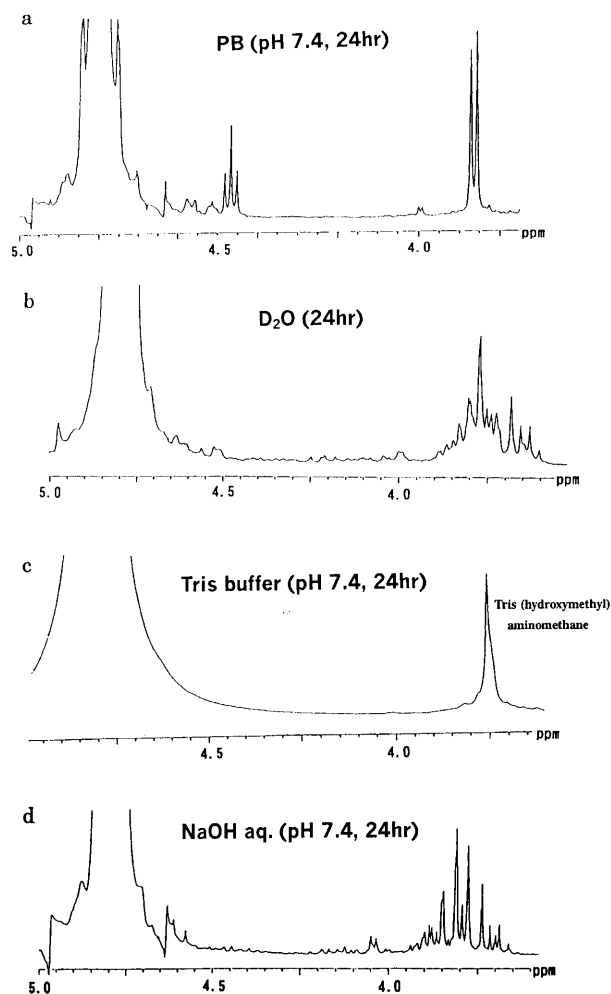 a
PB (pH 7.4, 24hr)
5.0 4.5 4.0 ppm
b
D₂O (24hr)
5.0 4.5 4.0 ppm
c
Tris buffer (pH 7.4, 24hr)
Tris (hydroxymethyl)
aminomethane
4.5 4.0 ppm
d
NaOH aq. (pH 7.4, 24hr)
5.0 4.5 4.0 ppm